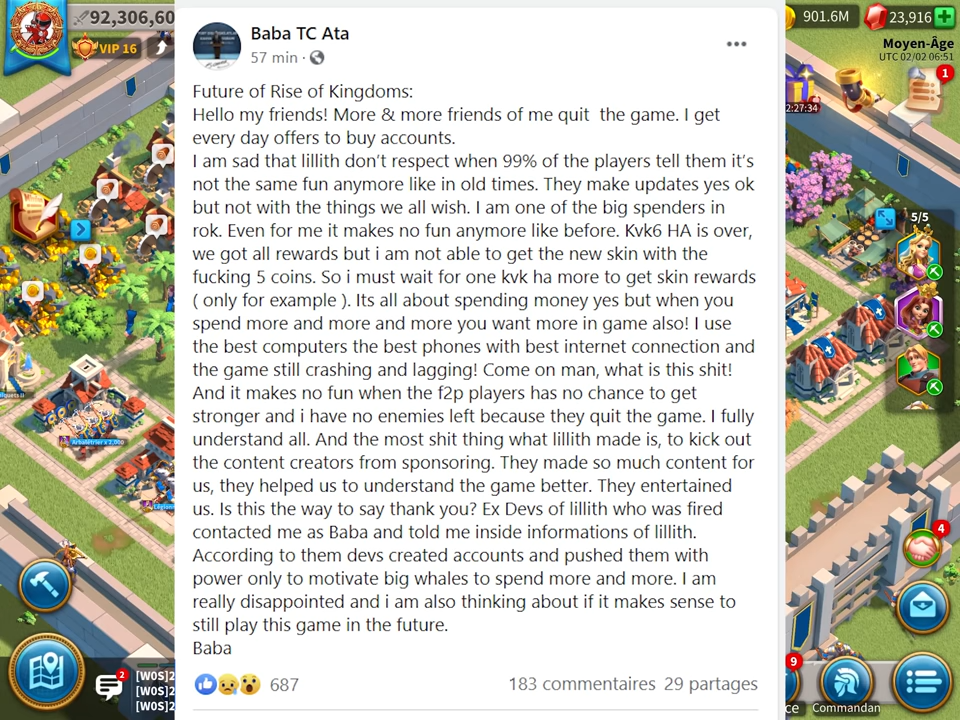 92,306,60
VIP 16
Baba TC Ata
57 min ·
Future of Rise of Kingdoms:
Hello my friends! More & more friends of me quit the game. I get
every day offers to buy accounts.
I am sad that lillith don't respect when 99% of the players tell them it's
not the same fun anymore like in old times. They make updates yes ok
but not with the things we all wish. I am one of the big spenders in
rok. Even for me it makes no fun anymore like before. Kvk6 HA is over,
we got all rewards but i am not able to get the new skin with the
fucking 5 coins. So i must wait for one kvk ha more to get skin rewards
( only for example ). Its all about spending money yes but when you
spend more and more and more you want more in game also! I use
the best computers the best phones with best internet connection and
the game still crashing and lagging! Come on man, what is this shit!
And it makes no fun when the f2p players has no chance to get
stronger and i have no enemies left because they quit the game. I fully
understand all. And the most shit thing what lillith made is, to kick out
the content creators from sponsoring. They made so much content for
us, they helped us to understand the game better. They entertained
us. Is this the way to say thank you? Ex Devs of lillith who was fired
contacted me as Baba and told me inside informations of lillith.
According to them devs created accounts and pushed them with
power only to motivate big whales to spend more and more. I am
really disappointed and i am also thinking about if it makes sense to
still play this game in the future.
Baba
687
183 commentaires 29 partages
901.6M
23,916
Moyen-Âge
UTC 02/02 06:51
1
2:27:34
5/5
4
9
Commandan
Arbalétrier x 2,000
2
[W0S]2
[W0S]2
[W0S]2